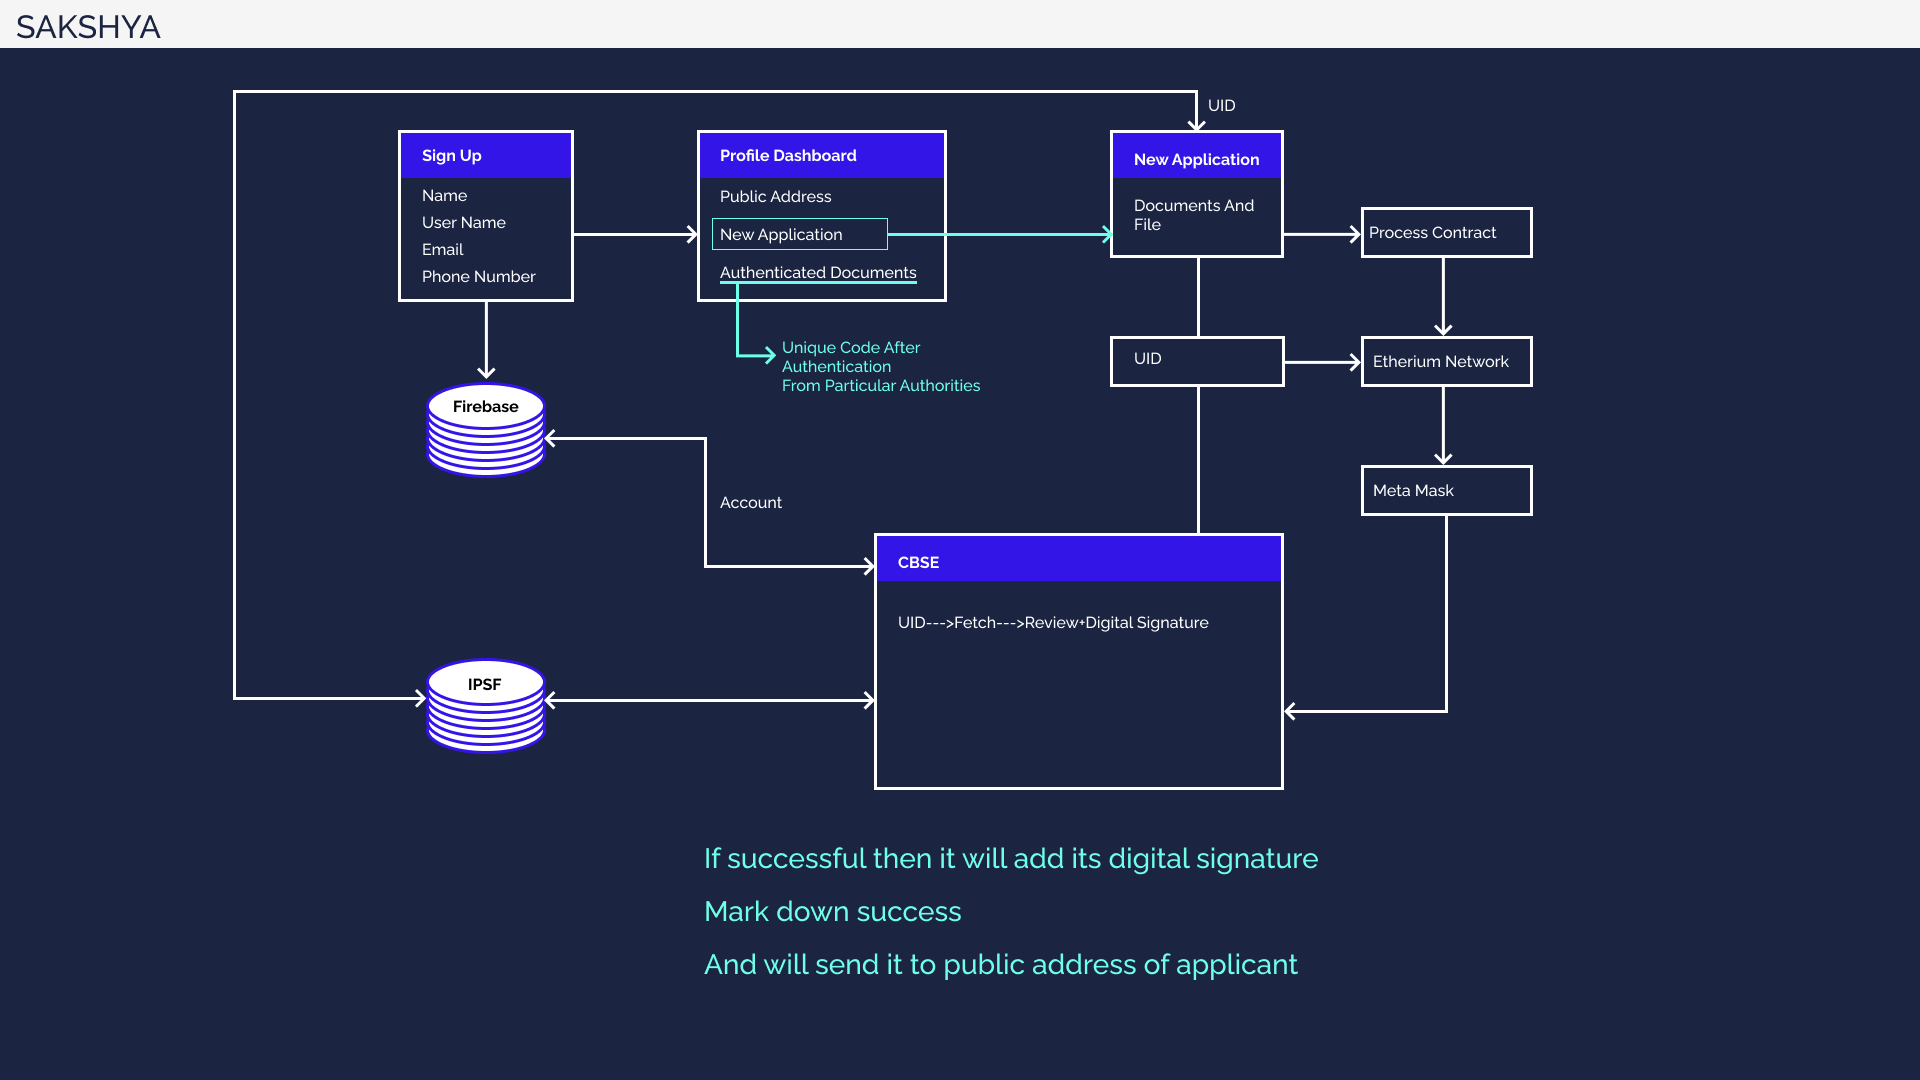 SAKSHYA
UID
Sign Up
Name
User Name
Email
Phone Number
Profile Dashboard
Public Address
New Application
Authenticated Documents
New Application
Documents And
File
Process Contract
Unique Code After
Authentication
From Particular Authorities
UID
Etherium Network
Firebase
Account
Meta Mask
CBSE
UID--->Fetch--->Review+Digital Signature
IPSF
If successful then it will add its digital signature
Mark down success
And will send it to public address of applicant